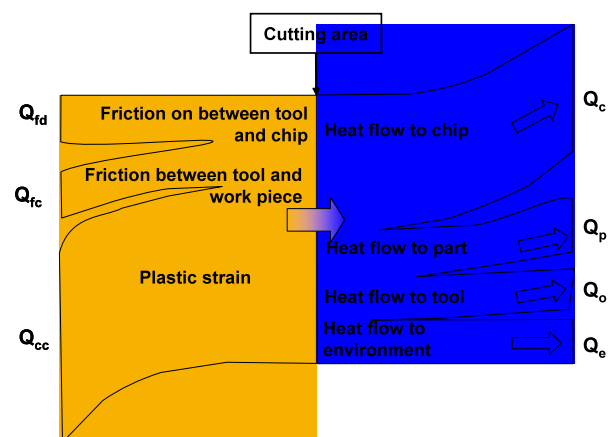 Cutting area
Q_fd
Friction on between tool
and chip
Q_fc
Friction between tool and
work piece
Plastic strain
Q_cc
Heat flow to chip
Q_c
Heat flow to part
Q_p
Heat flow to tool
Q_o
Heat flow to
environment
Q_e